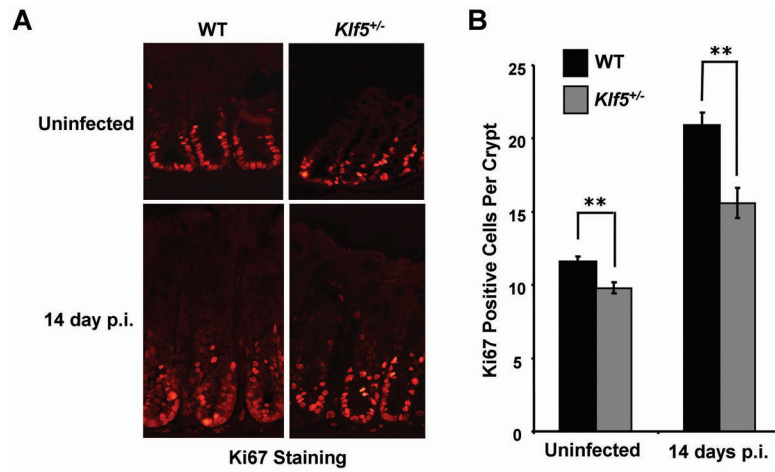 A
WT
Klf5+/-
Uninfected
14 day p.i.
Ki67 Staining
B
WT
Klf5+/-
**
**
Ki67 Positive Cells Per Crypt
25
20
15
10
5
0
Uninfected
14 days p.i.